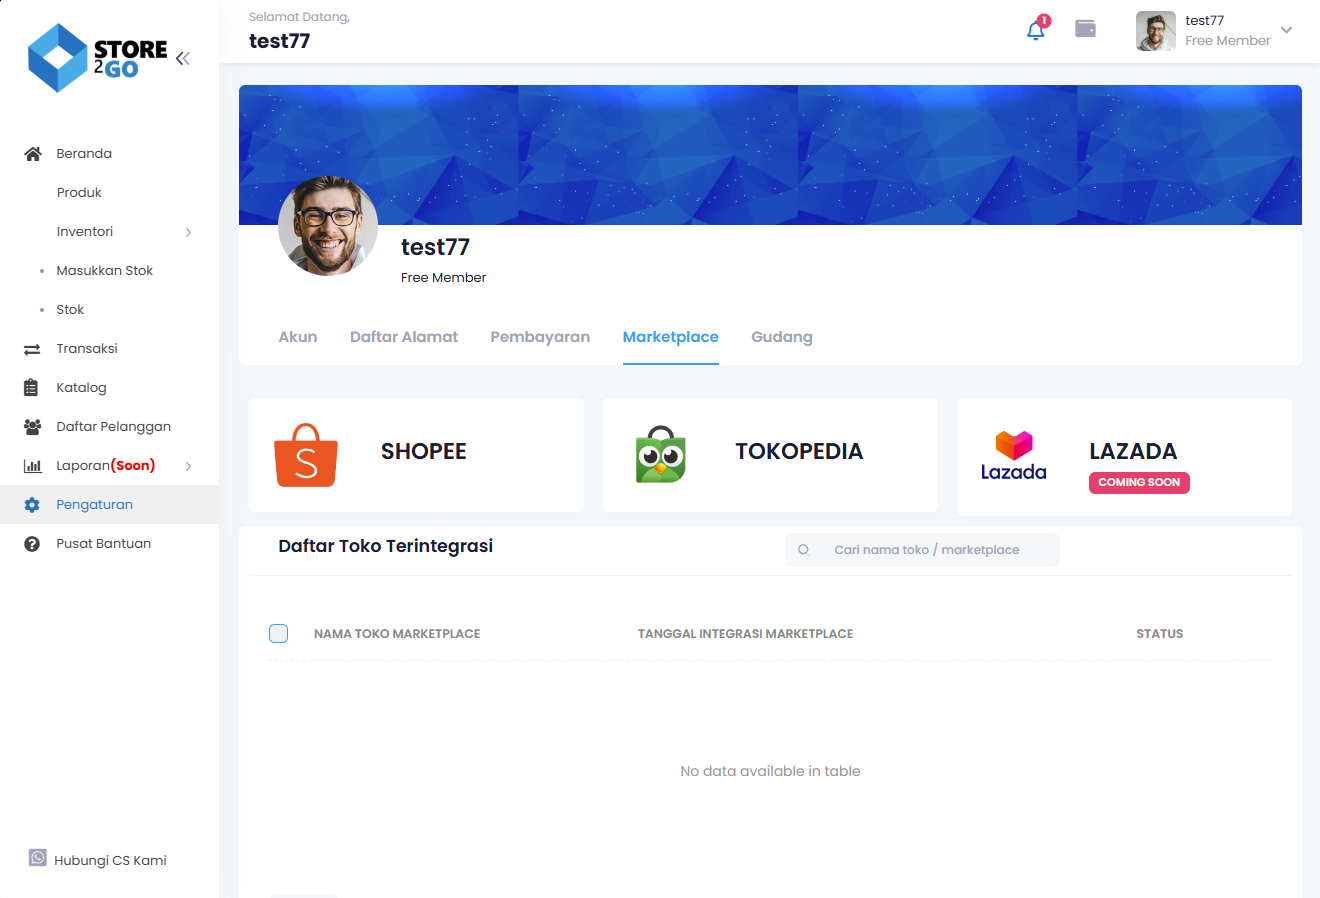 STORE
2GO
Selamat Datang,
test77
1
test77
Free Member
Beranda
Produk
Inventori
Masukkan Stok
Stok
Transaksi
Katalog
Daftar Pelanggan
Laporan(Soon)
Pengaturan
Pusat Bantuan
Hubungi CS Kami
test77
Free Member
Akun
Daftar Alamat
Pembayaran
Marketplace
Gudang
S
SHOPEE
TOKOPEDIA
Lazada
LAZADA
COMING SOON
Daftar Toko Terintegrasi
Cari nama toko / marketplace
NAMA TOKO MARKETPLACE
TANGGAL INTEGRASI MARKETPLACE
STATUS
No data available in table